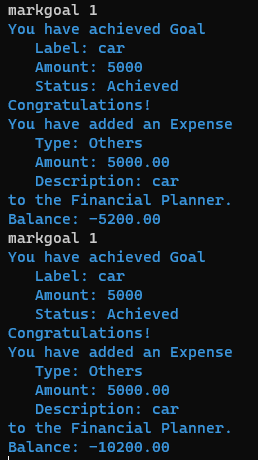 markgoal 1
You have achieved Goal
   Label: car
   Amount: 5000
   Status: Achieved
Congratulations!
You have added an Expense
   Type: Others
   Amount: 5000.00
   Description: car
to the Financial Planner.
Balance: -5200.00
markgoal 1
You have achieved Goal
   Label: car
   Amount: 5000
   Status: Achieved
Congratulations!
You have added an Expense
   Type: Others
   Amount: 5000.00
   Description: car
to the Financial Planner.
Balance: -10200.00